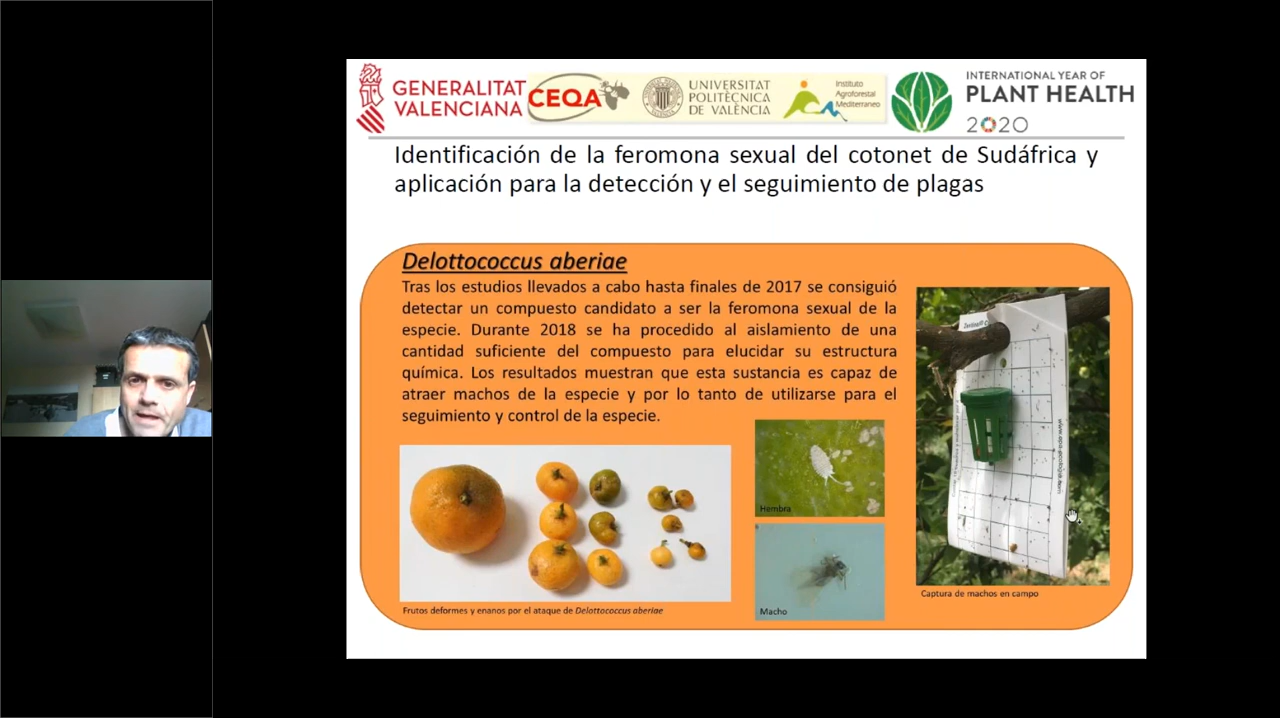 GENERALITAT
VALENCIANA
CEQA
UNIVERSITAT
POLITÈCNICA
DE VALÈNCIA
Instituto
Agroforestal
Mediterraneo
INTERNATIONAL YEAR OF
PLANT HEALTH
2020
Identificación de la feromona sexual del cotonet de Sudáfrica y
aplicación para la detección y el seguimiento de plagas
Delottococcus aberiae
Tras los estudios llevados a cabo hasta finales de 2017 se consiguió
detectar un compuesto candidato a ser la feromona sexual de la
especie. Durante 2018 se ha procedido al aislamiento de una
cantidad suficiente del compuesto para elucidar su estructura
química. Los resultados muestran que esta sustancia es capaz de
atraer machos de la especie y por lo tanto de utilizarse para el
seguimiento y control de la especie.
Hembra
Macho
Frutos deformes y enanos por el ataque de Delottococcus aberiae
Captura de machos en campo